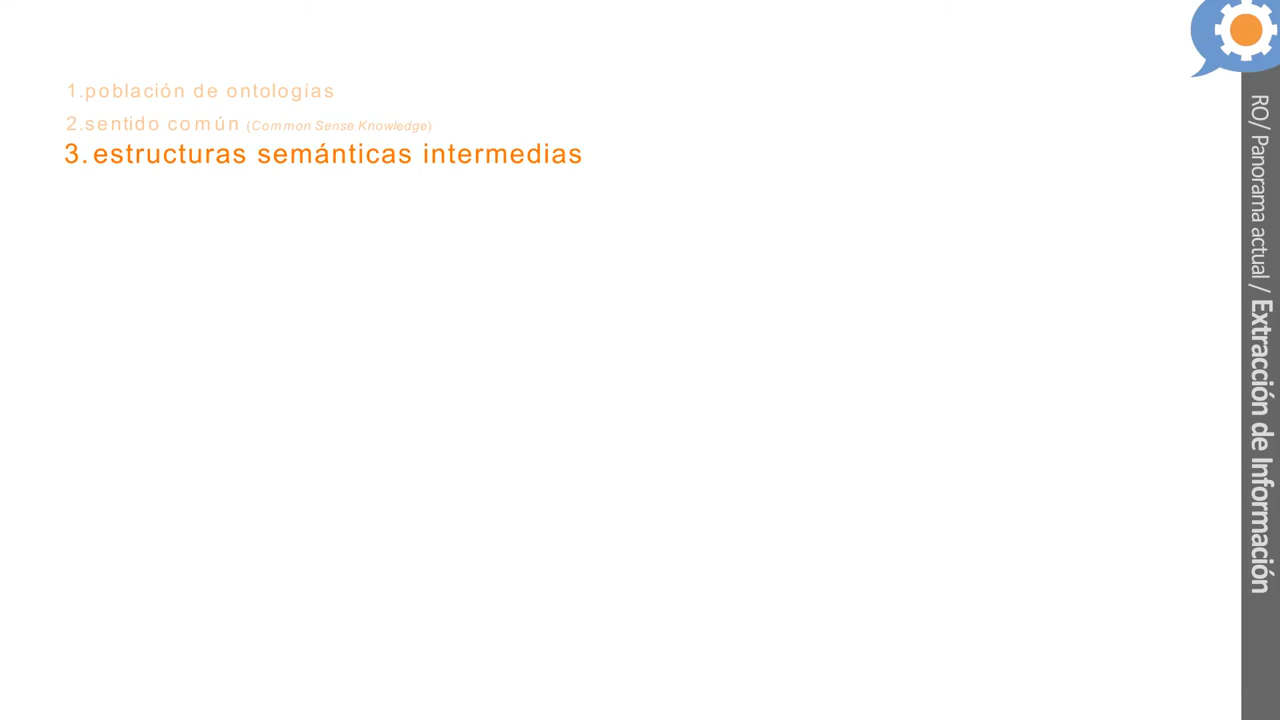 1.población de ontologías
2.sentido común (Common Sense Knowledge)
3. estructuras semánticas intermedias
RO/ Panorama actual / Extracción de Información